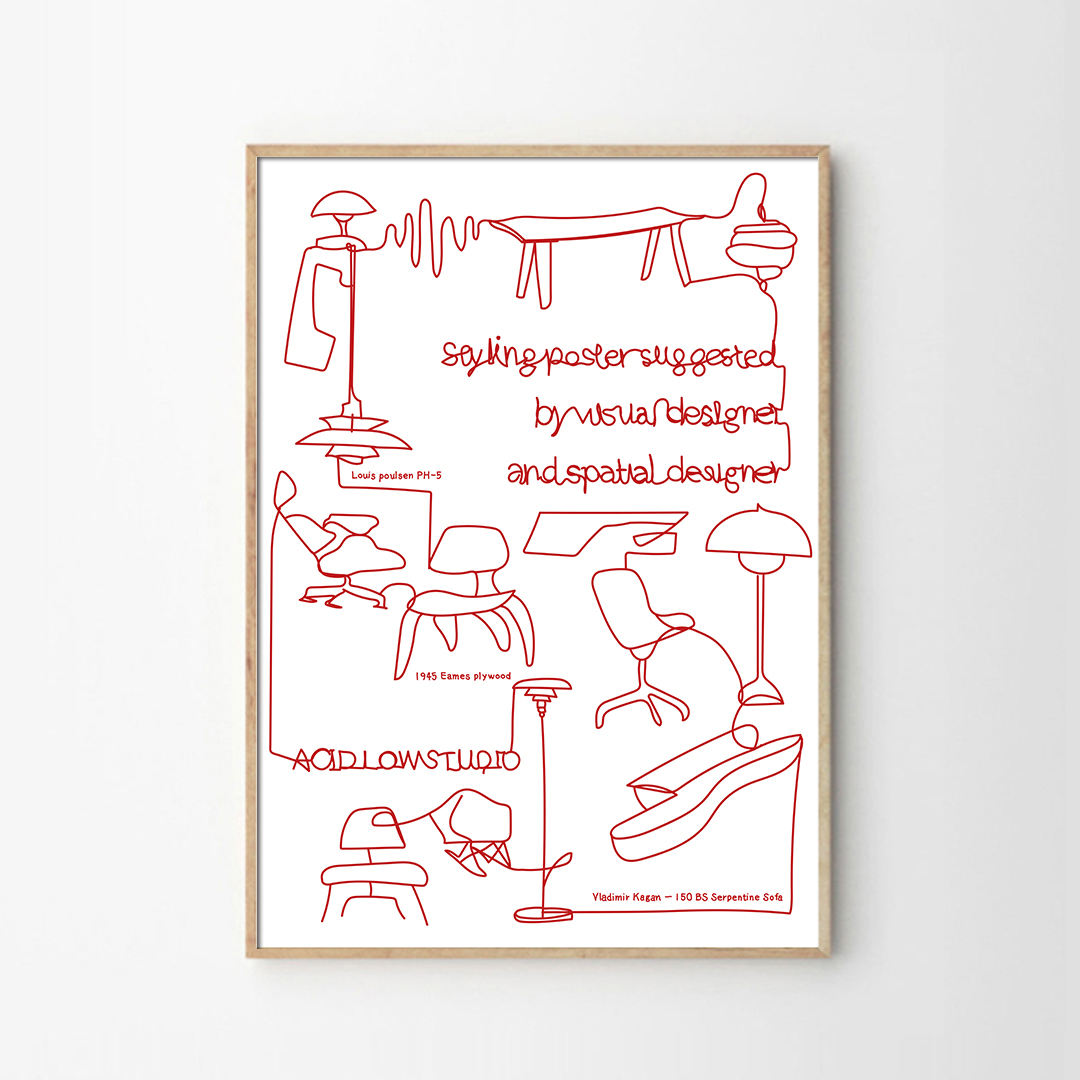 styling poster suggested
by visual designer
and spatial designer
Louis poulsen PH-5
1945 Eames plywood
ACIDLOWSTUDIO
Vladimir Kagan — 150 BS Serpentine Sofa